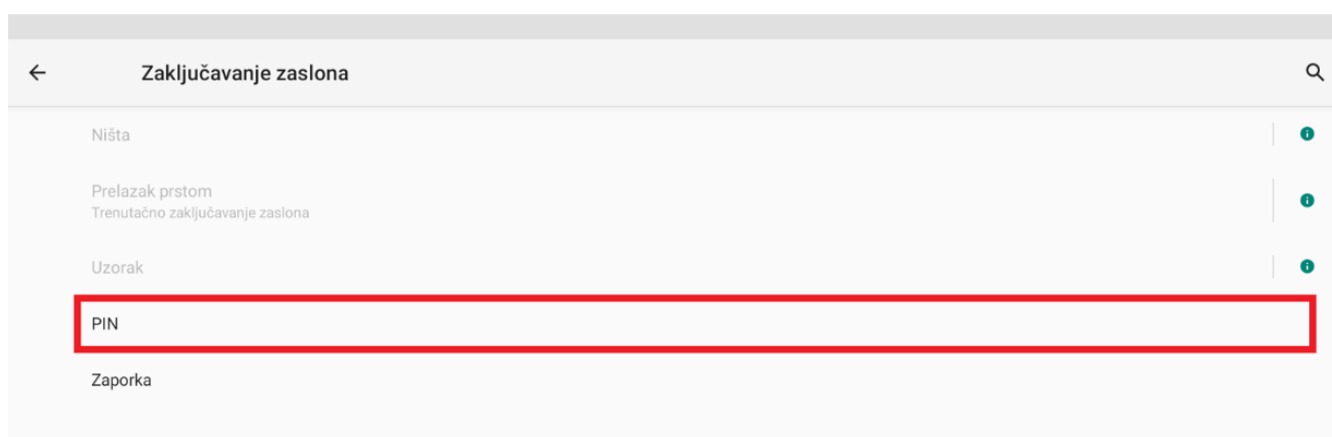 Zaključavanje zaslona
Ništa
Prelazak prstom
Trenutačno zaključavanje zaslona
Uzorak
PIN
Zaporka